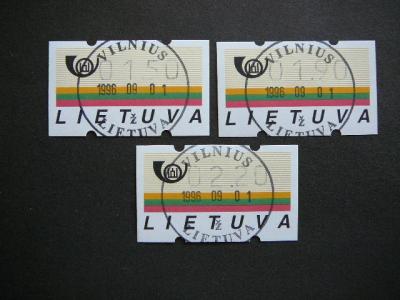 VILNIUS
01.50
1996 09 01
LIETUVA
ž
LIETUVA
VILNIUS
01.90
1996 09 01
LIETUVA
ž
LIETUVA
VILNIUS
02.20
1996 09 01
LIETUVA
ž
LIETUVA